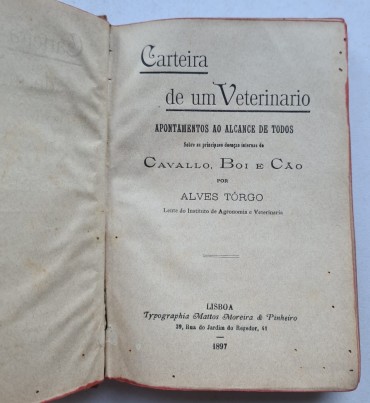 Carteira
de um Veterinario
APONTAMENTOS AO ALCANCE DE TODOS
Sobre as principaes doenças internas do
CAVALLO, BOI E CÃO
POR
ALVES TÔRGO
Lente do Instituto de Agronomia e Veterinaria
LISBOA
Typographia Mattos Moreira & Pinheiro
39, Rua do Jardim do Regedor, 41
1897